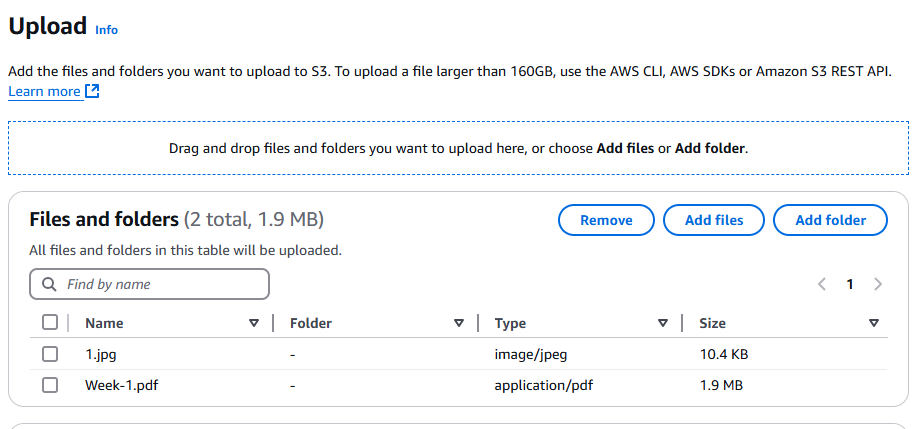 Upload Info
Add the files and folders you want to upload to S3. To upload a file larger than 160GB, use the AWS CLI, AWS SDKs or Amazon S3 REST API.
Learn more
Drag and drop files and folders you want to upload here, or choose Add files or Add folder.
Files and folders (2 total, 1.9 MB)
Remove
Add files
Add folder
All files and folders in this table will be uploaded.
Find by name
1
Name Folder Type Size
1.jpg - image/jpeg 10.4 KB
Week-1.pdf - application/pdf 1.9 MB